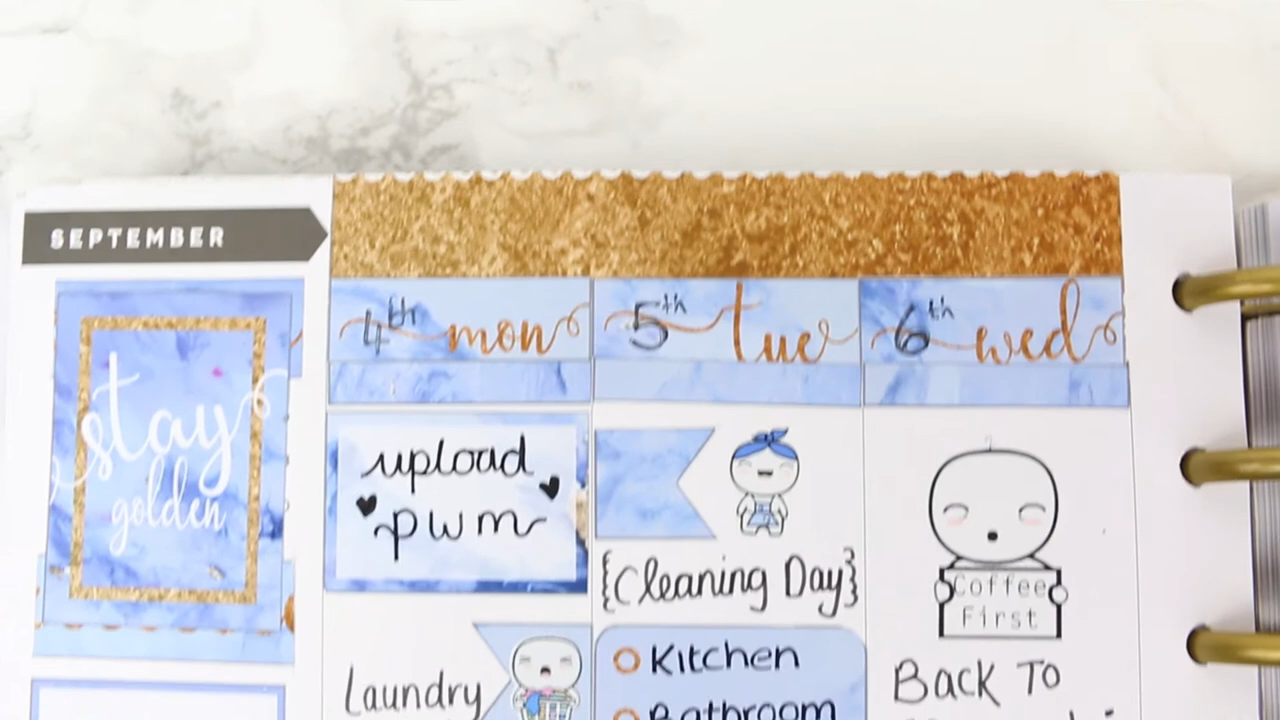 SEPTEMBER
stay
golden
4th mon
upload
pwm
Laundry
5th tue
{Cleaning Day}
Kitchen
Bathroom
6th wed
Coffee
First
BACK TO